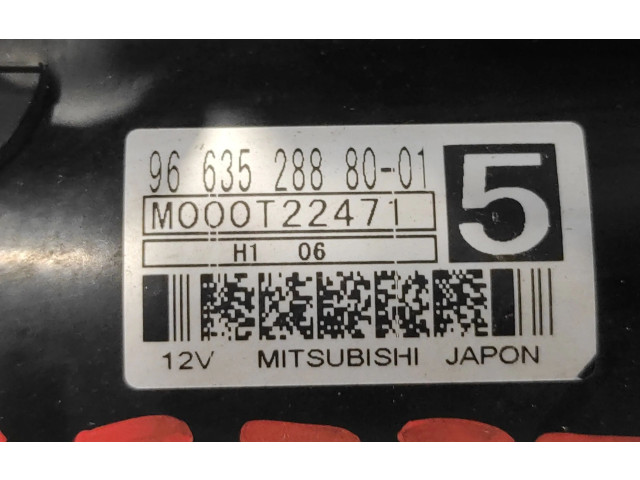 96 635 288 80-01
5
M000T22471
H1 06
12V MITSUBISHI JAPON